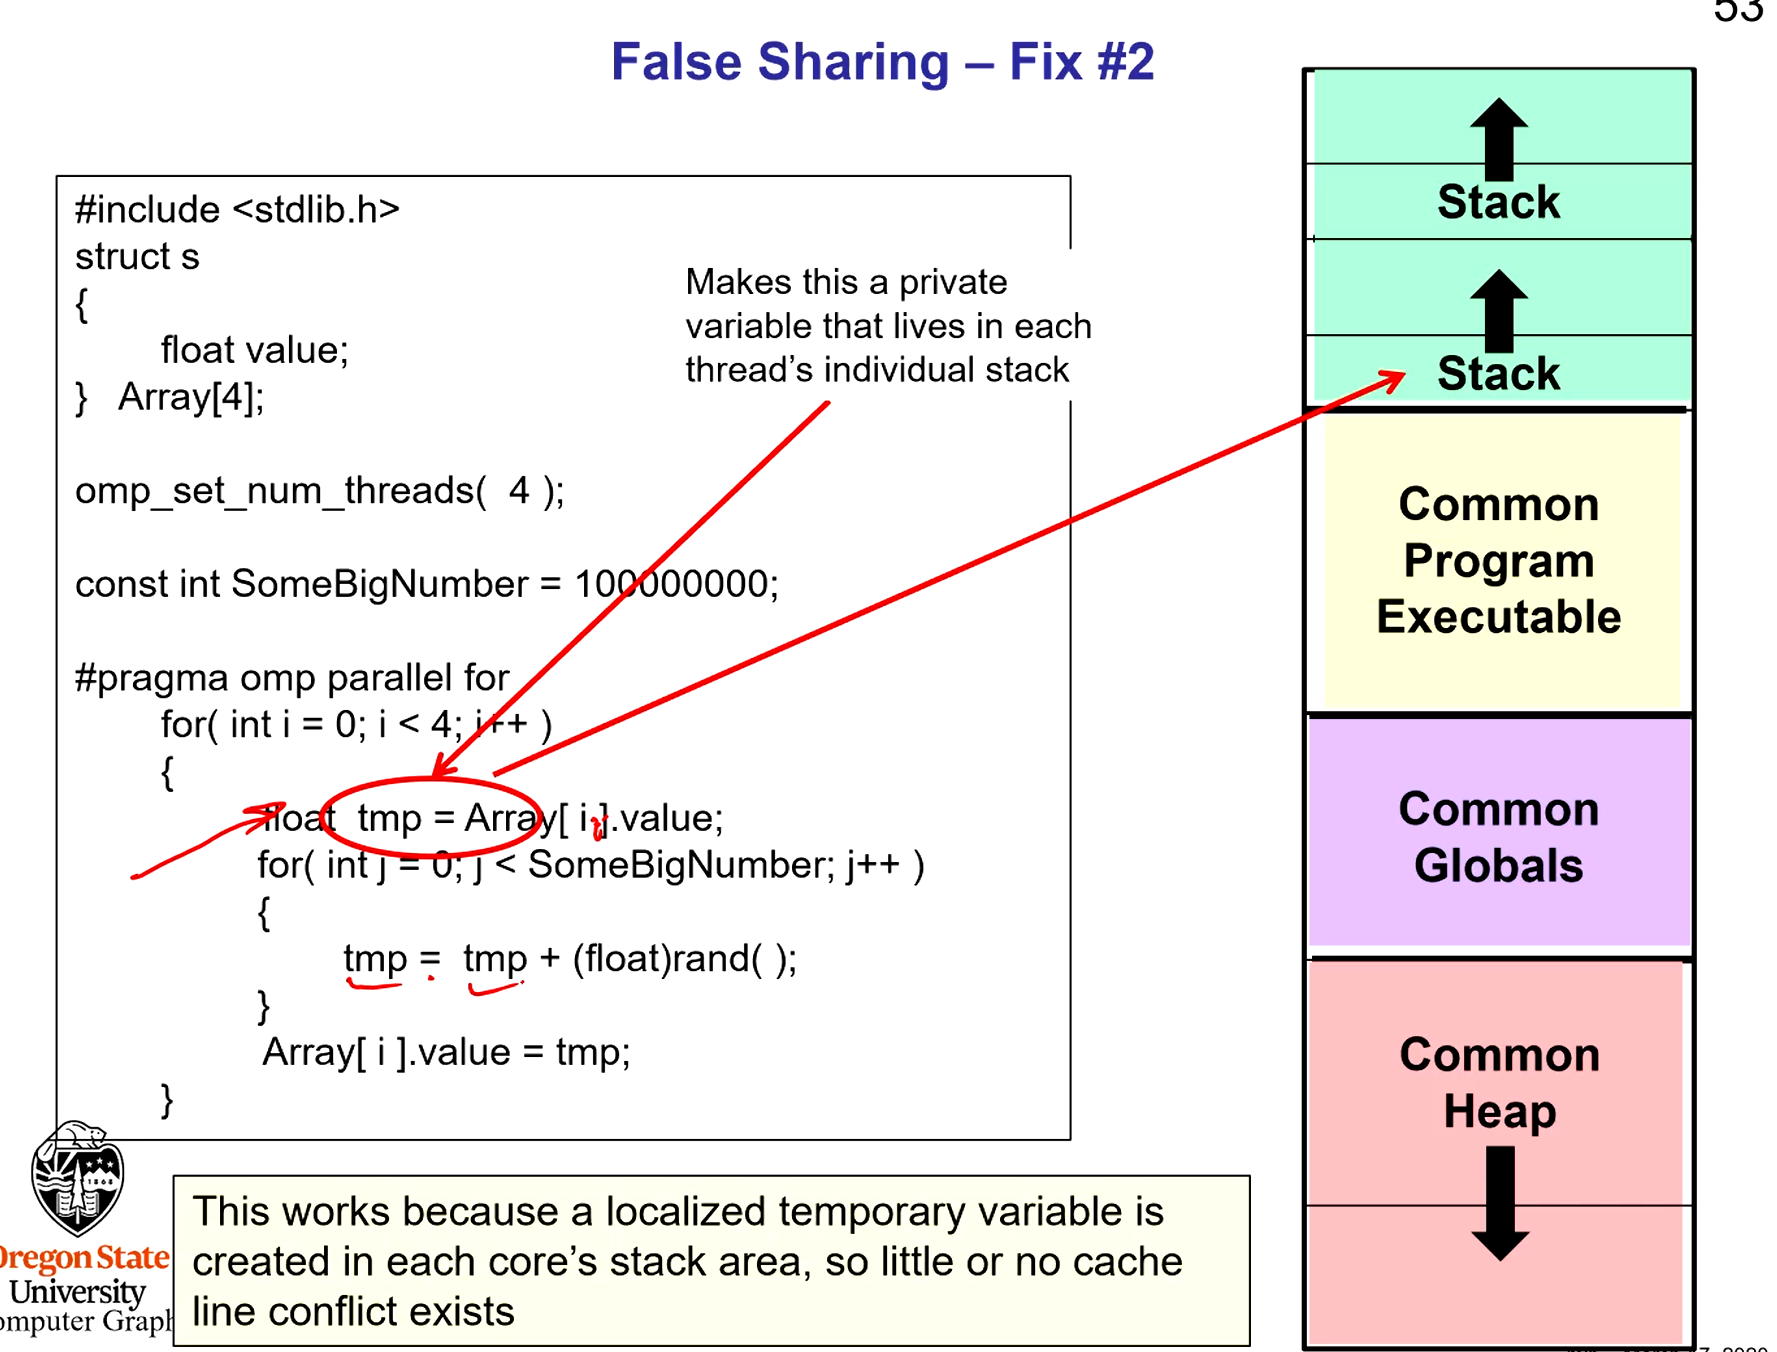 53
False Sharing – Fix #2
#include <stdlib.h>
struct s
{
float value;
} Array[4];
omp_set_num_threads( 4 );
const int SomeBigNumber = 100000000;
#pragma omp parallel for
for( int i = 0; i < 4; i++ )
{
float tmp = Array[ i ].value;
for( int j = 0; j < SomeBigNumber; j++ )
{
tmp = tmp + (float)rand( );
}
Array[ i ].value = tmp;
}
Makes this a private
variable that lives in each
thread’s individual stack
Stack
Stack
Common
Program
Executable
Common
Globals
Common
Heap
This works because a localized temporary variable is
created in each core’s stack area, so little or no cache
line conflict exists
1868
Oregon State
University